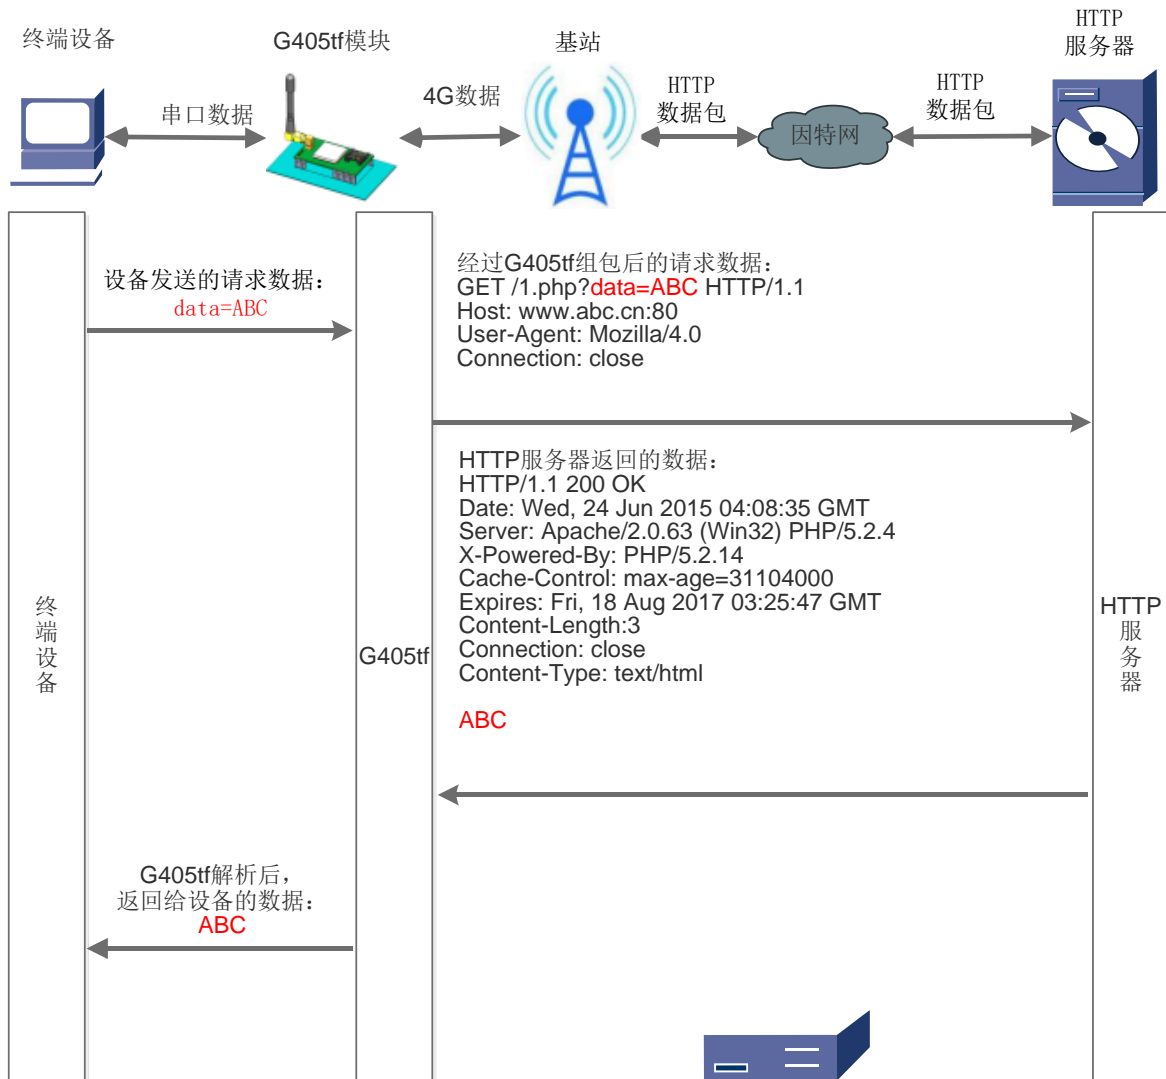 终端设备
G405tf模块
基站
HTTP
服务器
串口数据
4G数据
HTTP
数据包
因特网
HTTP
数据包
设备发送的请求数据：
data=ABC
经过G405tf组包后的请求数据：
GET /1.php?data=ABC HTTP/1.1
Host: www.abc.cn:80
User-Agent: Mozilla/4.0
Connection: close
HTTP服务器返回的数据：
HTTP/1.1 200 OK
Date: Wed, 24 Jun 2015 04:08:35 GMT
Server: Apache/2.0.63 (Win32) PHP/5.2.4
X-Powered-By: PHP/5.2.14
Cache-Control: max-age=31104000
Expires: Fri, 18 Aug 2017 03:25:47 GMT
Content-Length:3
Connection: close
Content-Type: text/html
ABC
终端设备
G405tf
HTTP
服务器
G405tf解析后，
返回给设备的数据：
ABC